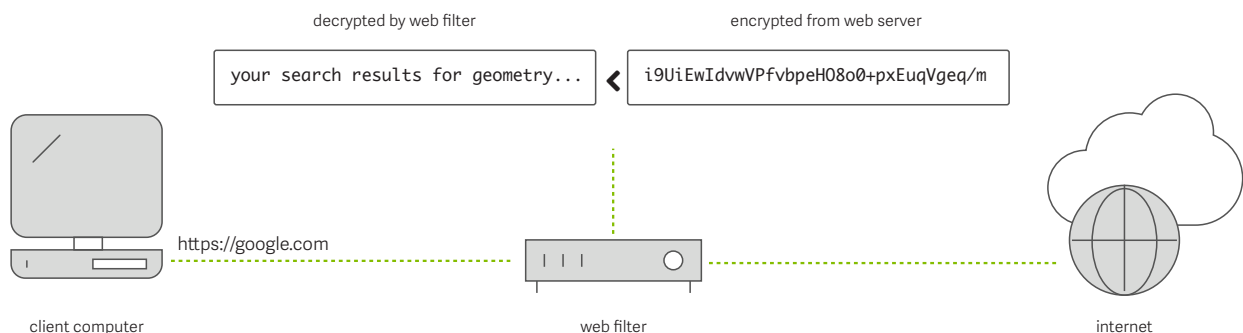 decrypted by web filter
encrypted from web server
your search results for geometry...
i9UiEwIdvwVPfvbpeHO8o0+pxEuqVgeq/m
https://google.com
client computer
web filter
internet